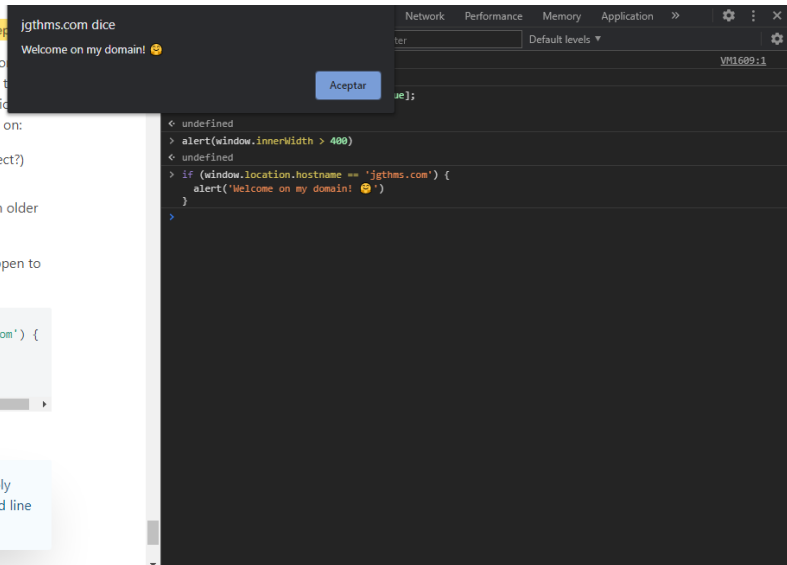 jgthms.com dice
Welcome on my domain! 🤗
Aceptar
Network Performance Memory Application »
Default levels ▼
VM1609:1
ue];
< undefined
> alert(window.innerWidth > 400)
< undefined
> if (window.location.hostname == 'jgthms.com') {
alert('Welcome on my domain! 🤗')
}
>
on:
ect?)
older
pen to
om') {
ly
d line